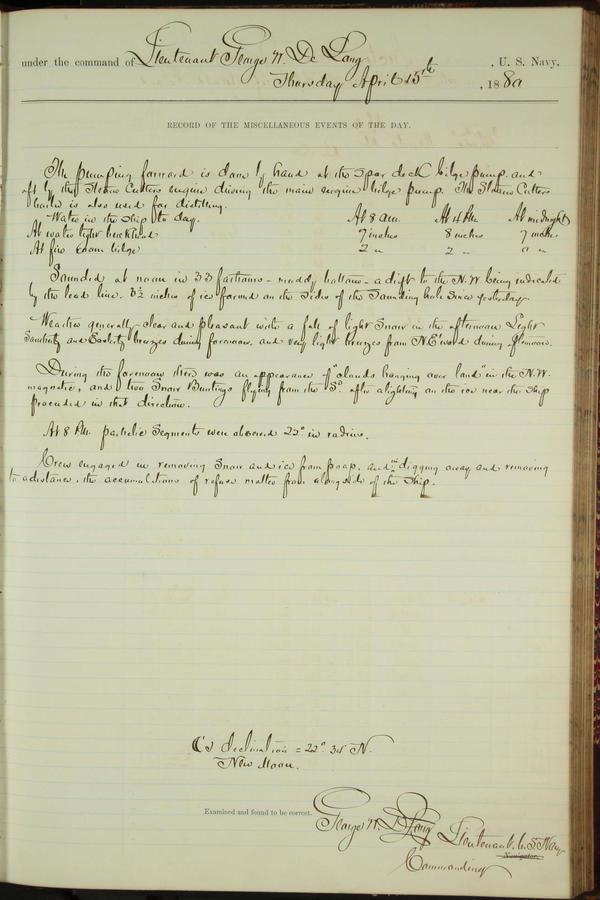 under the command of Lieutenant George W. De Long, U. S. Navy.
Thursday April 15th, 1880
RECORD OF THE MISCELLANEOUS EVENTS OF THE DAY.
The pumping forward is done by hand at the Spar deck bilge pump, and
aft by the Steam Cutters engine driving the main engine bilge pump. The Steam Cutters
boiler is also used for distilling.
Water in the Ship to day. At 8 am. At 4 Pm. At midnight
At water tight bulkhead 7 inches 8 inches 7 inches
At fire room bilge 2 " 2 " "
Sounded at noon in 33 fathoms - muddy bottom - a drift to the N.W. being indicated
by the lead line. 3½ inches of ice formed on the sides of the Sounding hole since yesterday.
Weather generally clear and pleasant with a fall of light Snow in the afternoon. Light
Southerly and Easterly breezes during forenoon, and very light breezes from N.E'ward during afternoon.
During the forenoon there was an appearance of "clouds hanging over land" in the N.W.
magnetic, and two Snow Buntings flying from the Sd. after alighting on the ice near the Ship
proceeded in that direction.
At 8 Pm. parhelic Segments were observed 22° in radius.
Crew engaged in removing Snow and ice from poop, and in digging away and removing
to a distance, the accumulations of refuse matter from alongside of the Ship.
☾'s declination = 22° N.
New Moon.
Examined and found to be correct.
George W. De Long Lieutenant U.S. Navy
Navigator.
Commanding